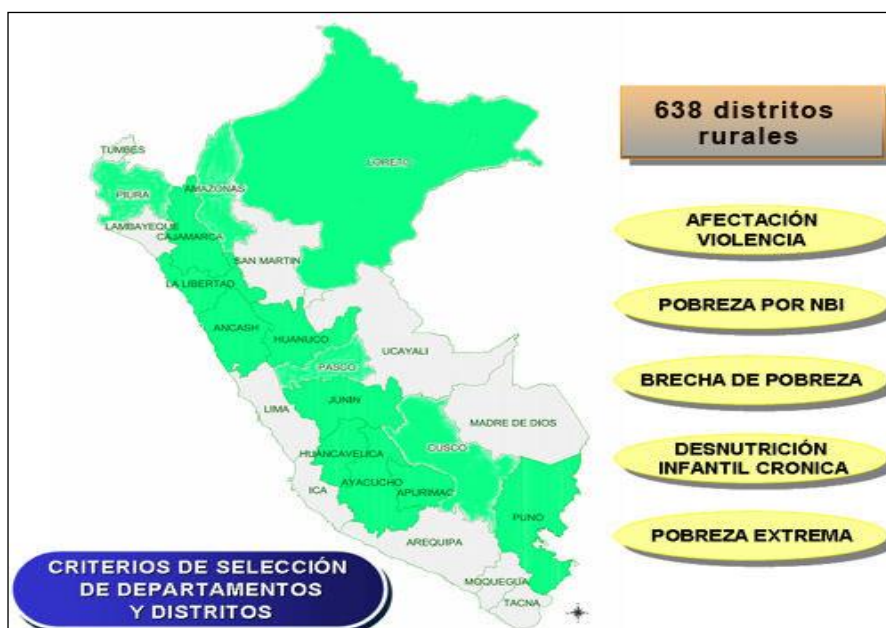 638 distritos
rurales
TUMBES
LORETO
AMAZONAS
PIURA
LAMBAYEQUE
CAJAMARCA
SAN MARTIN
LA LIBERTAD
ANCASH
HUANUCO
UCAYALI
PASCO
LIMA
JUNIN
MADRE DE DIOS
CUSCO
HUANCAVELICA
ICA
AYACUCHO
APURIMAC
PUNO
AREQUIPA
MOQUEGUA
TACNA
AFECTACIÓN
VIOLENCIA
POBREZA POR NBI
BRECHA DE POBREZA
DESNUTRICIÓN
INFANTIL CRONICA
POBREZA EXTREMA
CRITERIOS DE SELECCIÓN
DE DEPARTAMENTOS
Y DISTRITOS